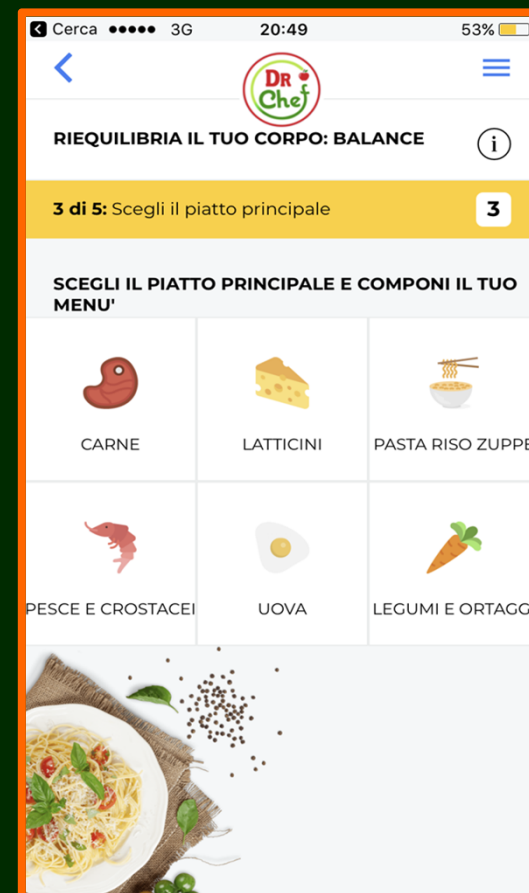 Cerca 3G 20:49 53%
DR
Chef
RIEQUILIBRIA IL TUO CORPO: BALANCE i
3 di 5: Scegli il piatto principale 3
SCEGLI IL PIATTO PRINCIPALE E COMPONI IL TUO
MENU'
CARNE LATTICINI PASTA RISO ZUPPE
PESCE E CROSTACEI UOVA LEGUMI E ORTAGG